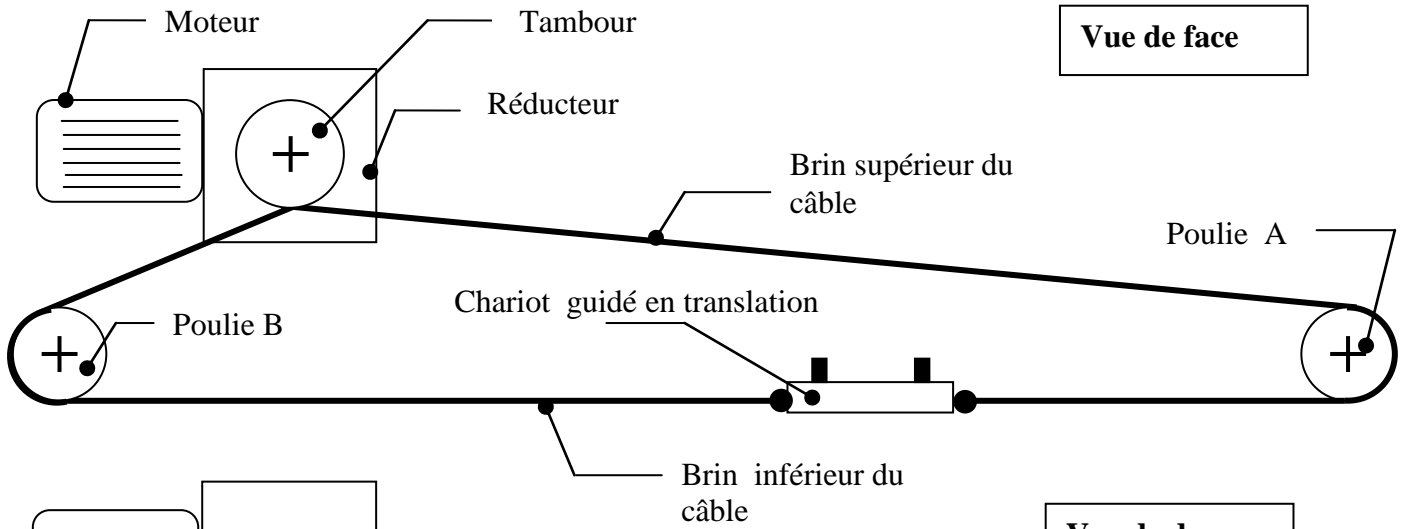 Moteur
Tambour
Vue de face
Réducteur
Brin supérieur du
câble
Poulie A
Chariot guidé en translation
Poulie B
Brin inférieur du
câble